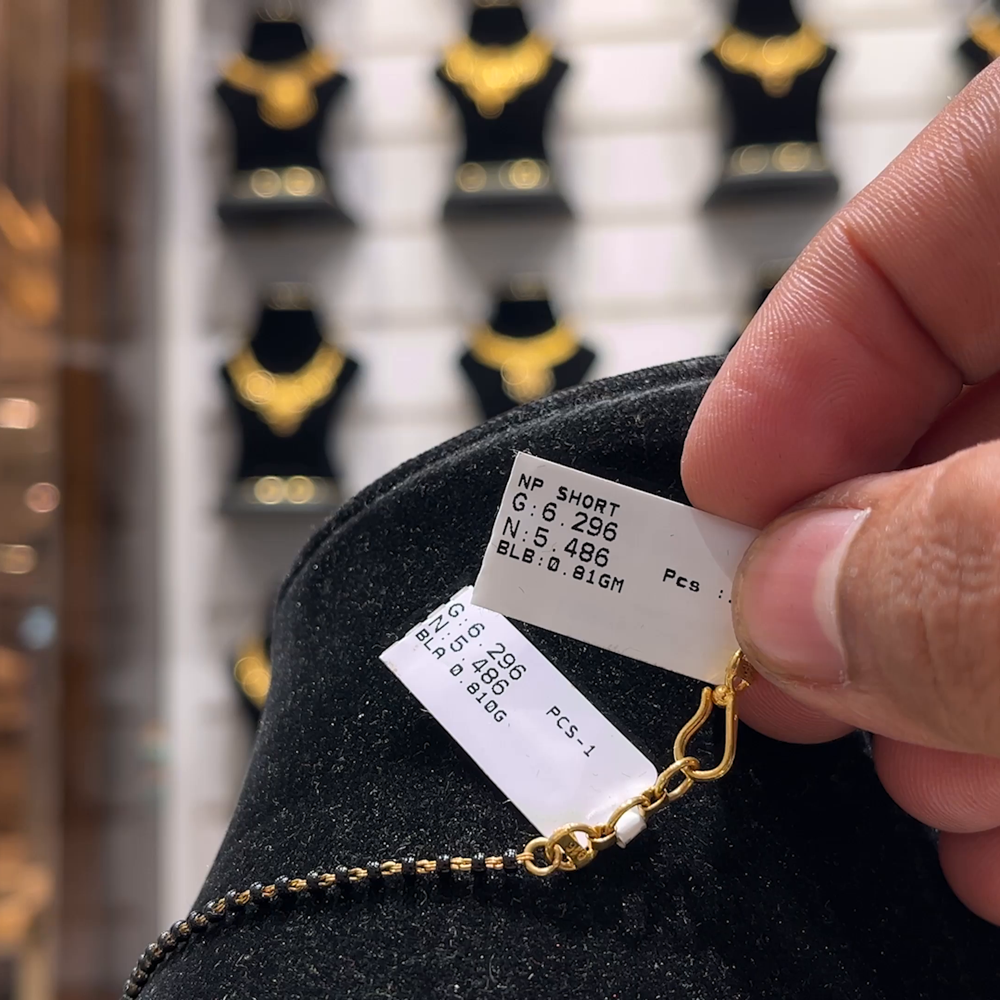 NP SHORT
G:6.296
N:5.486
BLB:0.81GM
Pcs :
G:6.296
N:5.486
BLA 0.810G
PCS-1